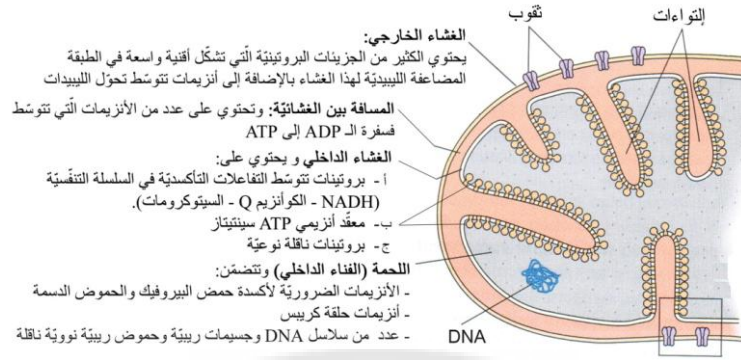 ثقوب
إلتواءات
الغشاء الخارجي:
يحتوي الكثير من الجزيئات البروتينيّة الّتي تشكّل أقنية واسعة في الطبقة
المضاعفة الليبيديّة لهذا الغشاء بالإضافة إلى أنزيمات تتوسّط تحوّل الليبيدات
المسافة بين الغشائيّة: وتحتوي على عدد من الأنزيمات الّتي تتوسّط
فسفرة الـ ADP إلى ATP
الغشاء الداخلي و يحتوي على:
أ- بروتينات تتوسّط التفاعلات التأكسديّة في السلسلة التنفّسيّة
(NADH - الكوأنزيم Q - السيتوكرومات).
ب- معقّد أنزيمي ATP سينتيتاز
ج- بروتينات ناقلة نوعيّة
اللحمة (الفناء الداخلي) وتتضمّن:
- الأنزيمات الضروريّة لأكسدة حمض البيروفيك والحموض الدسمة
- أنزيمات حلقة كريبس
- عدد من سلاسل DNA وجسيمات ريبيّة وحموض ريبيّة نوويّة ناقلة
DNA